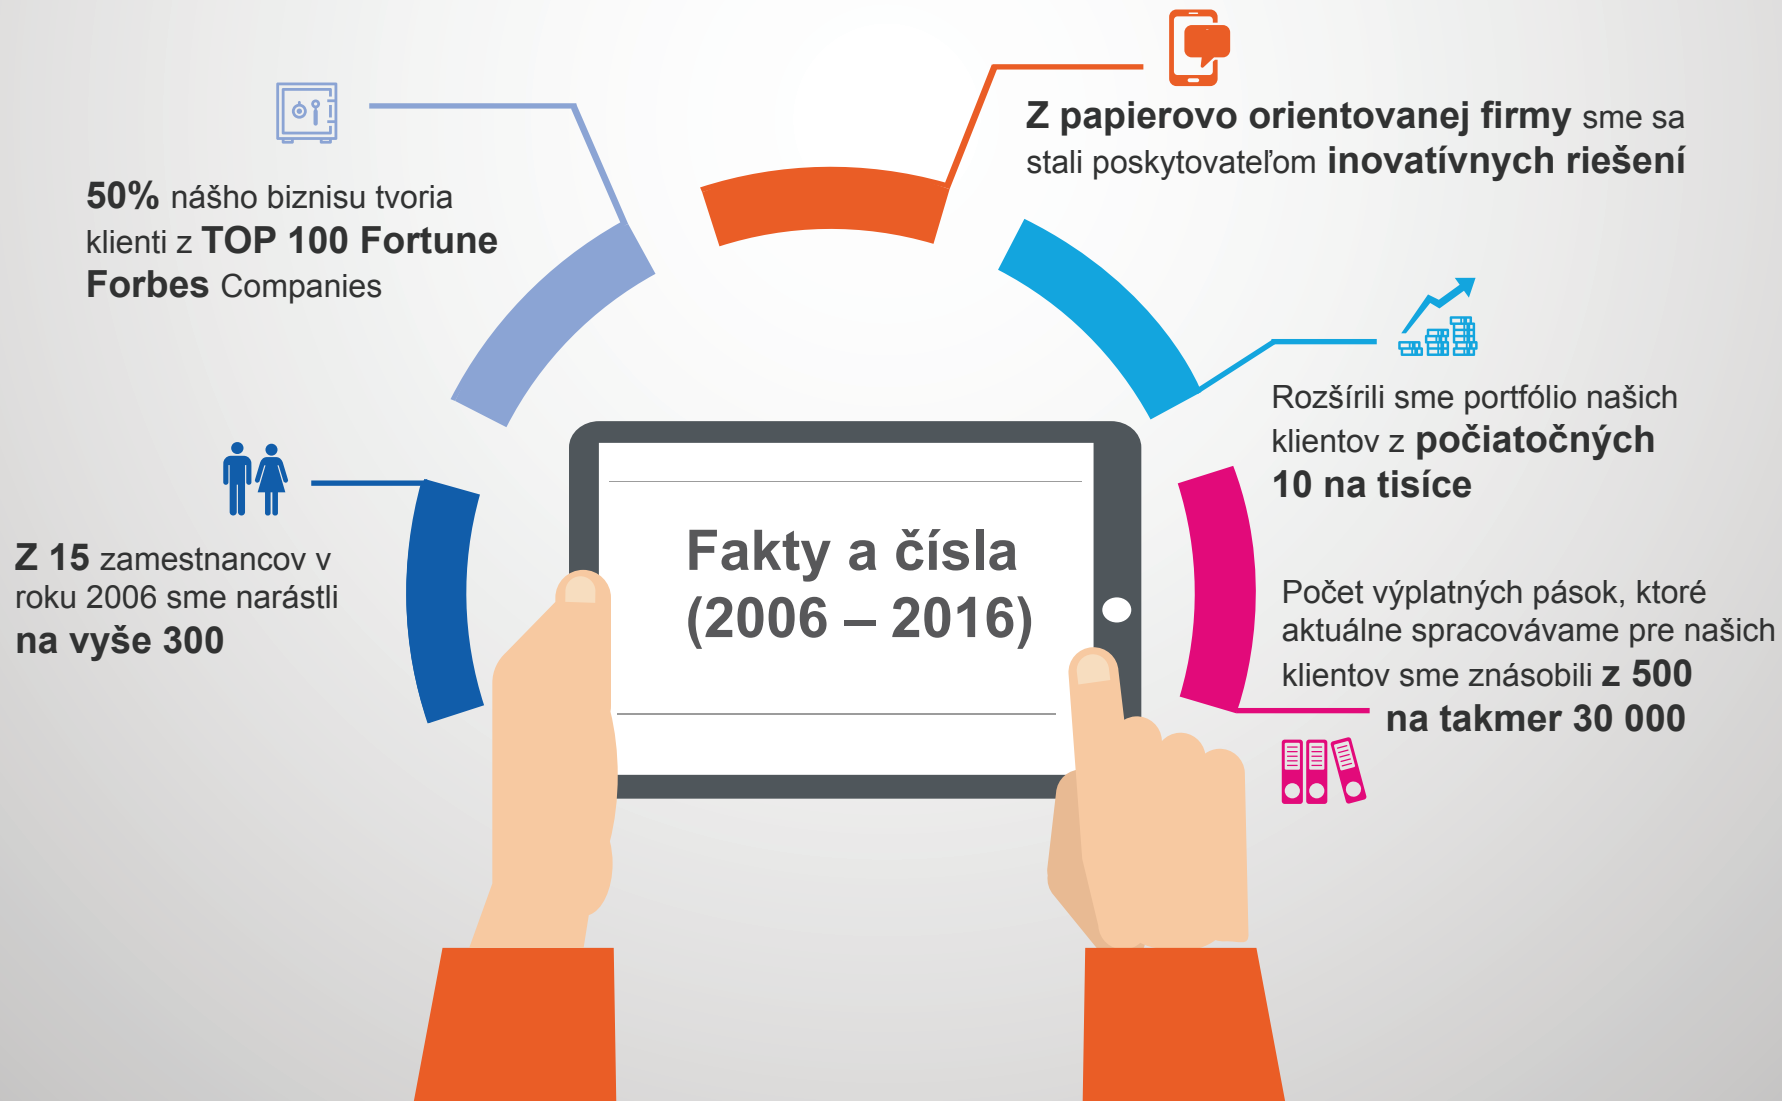 50% nášho biznisu tvoria
klienti z TOP 100 Fortune
Forbes Companies
Z papierovo orientovanej firmy sme sa
stali poskytovateľom inovatívnych riešení
Rozšírili sme portfólio našich
klientov z počiatočných
10 na tisíce
Z 15 zamestnancov v
roku 2006 sme narástli
na vyše 300
Fakty a čísla
(2006 – 2016)
Počet výplatných pások, ktoré
aktuálne spracovávame pre našich
klientov sme znásobili z 500
na takmer 30 000